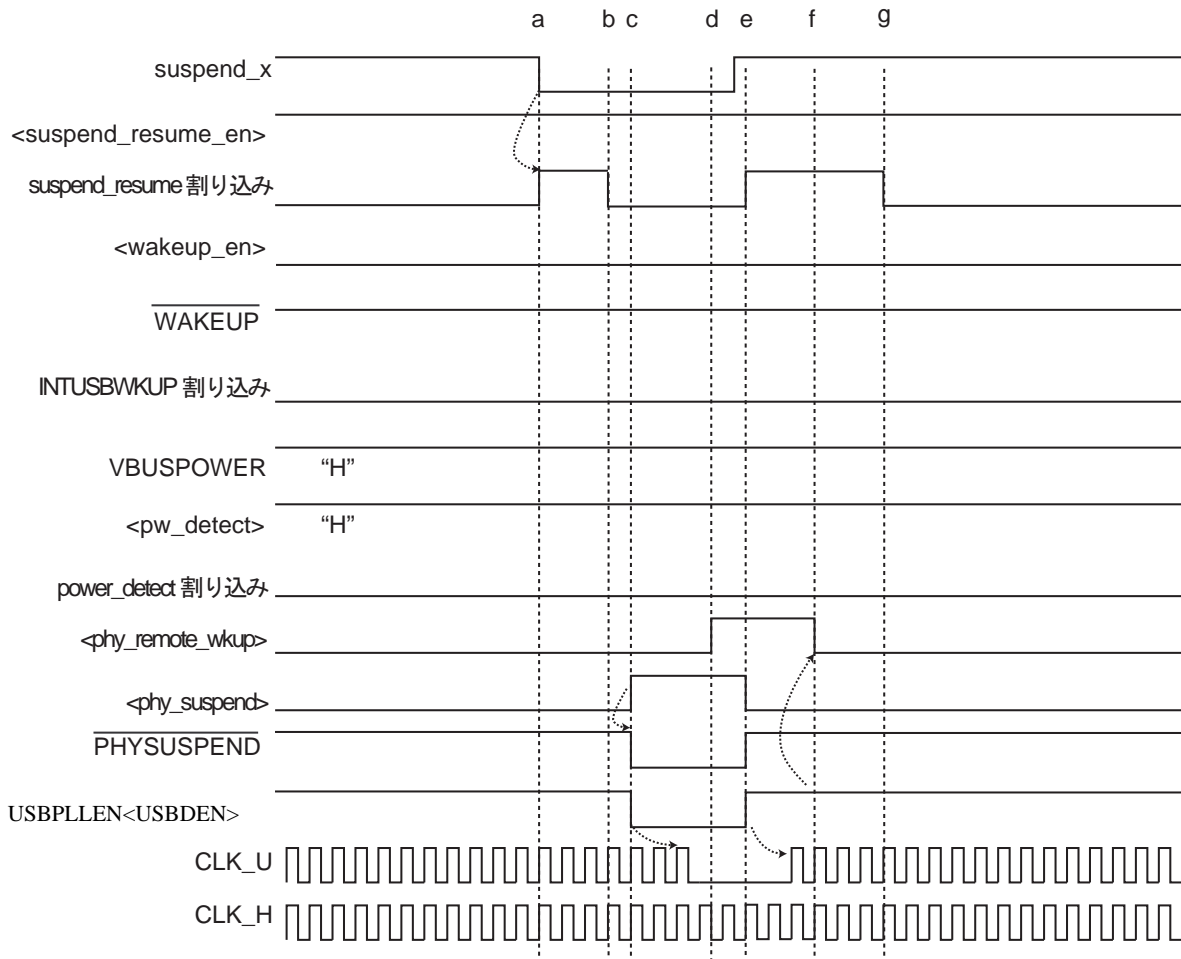 a b c d e f g
suspend_x
<suspend_resume_en>
suspend_resume 割り込み
<wakeup_en>
WAKEUP
INTUSBWKUP 割り込み
VBUSPOWER “H”
<pw_detect> “H”
power_detect 割り込み
<phy_remote_wkup>
<phy_suspend>
PHYSUSPEND
USBPLLEN<USBDEN>
CLK_U
CLK_H